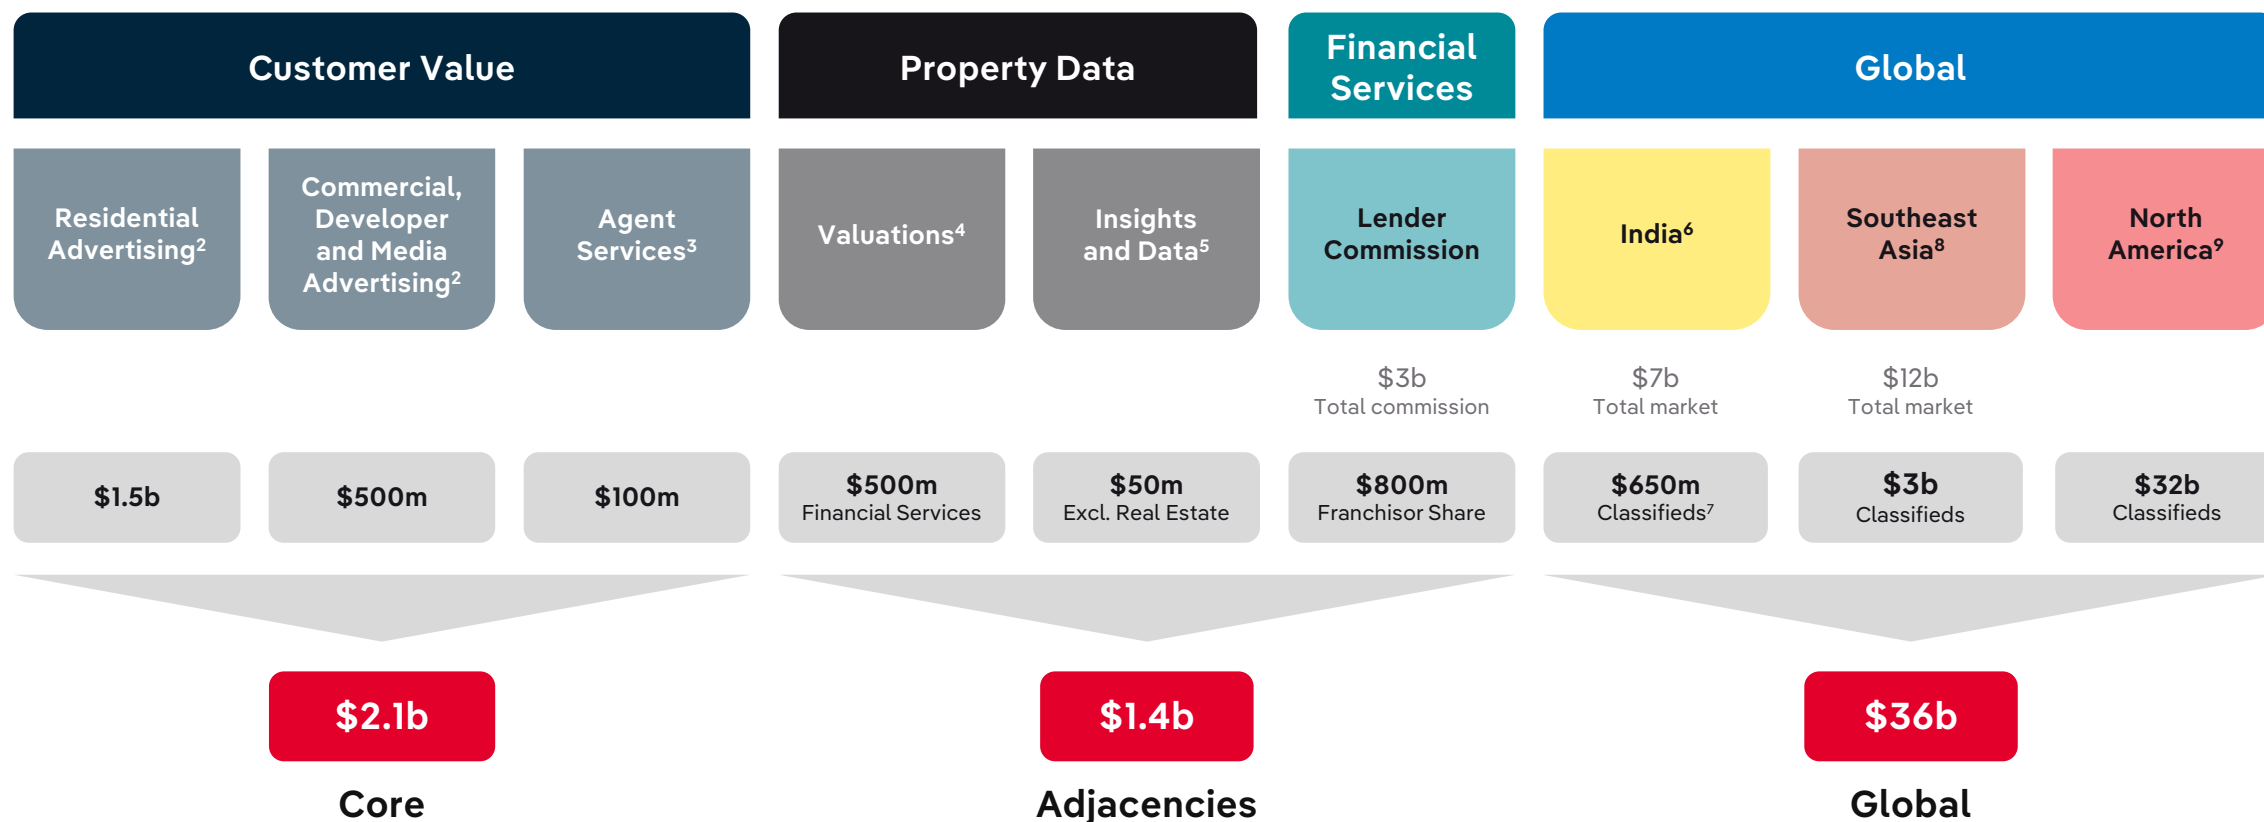 Customer Value
Property Data
Financial
Services
Global
Residential
Advertising²
Commercial,
Developer
and Media
Advertising²
Agent
Services³
Valuations⁴
Insights
and Data⁵
Lender
Commission
India⁶
Southeast
Asia⁸
North
America⁹
$3b
Total commission
$7b
Total market
$12b
Total market
$1.5b
$500m
$100m
$500m
Financial Services
$50m
Excl. Real Estate
$800m
Franchisor Share
$650m
Classifieds⁷
$3b
Classifieds
$32b
Classifieds
$2.1b
$1.4b
$36b
Core
Adjacencies
Global